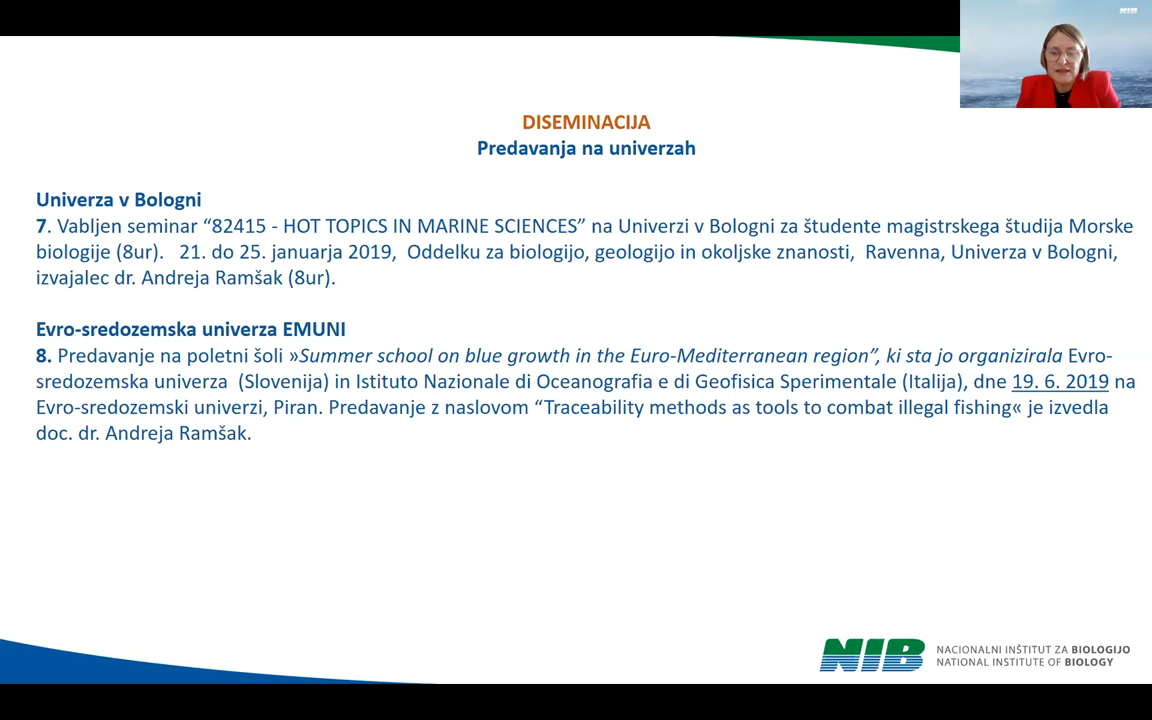 NIB
DISEMINACIJA
Predavanja na univerzah
Univerza v Bologni
7. Vabljen seminar “82415 - HOT TOPICS IN MARINE SCIENCES” na Univerzi v Bologni za študente magistrskega študija Morske
biologije (8ur). 21. do 25. januarja 2019, Oddelku za biologijo, geologijo in okoljske znanosti, Ravenna, Univerza v Bologni,
izvajalec dr. Andreja Ramšak (8ur).
Evro-sredozemska univerza EMUNI
8. Predavanje na poletni šoli »Summer school on blue growth in the Euro-Mediterranean region”, ki sta jo organizirala Evro-
sredozemska univerza (Slovenija) in Istituto Nazionale di Oceanografia e di Geofisica Sperimentale (Italija), dne 19. 6. 2019 na
Evro-sredozemski univerzi, Piran. Predavanje z naslovom “Traceability methods as tools to combat illegal fishing« je izvedla
doc. dr. Andreja Ramšak.
NIB
NACIONALNI INŠTITUT ZA BIOLOGIJO
NATIONAL INSTITUTE OF BIOLOGY